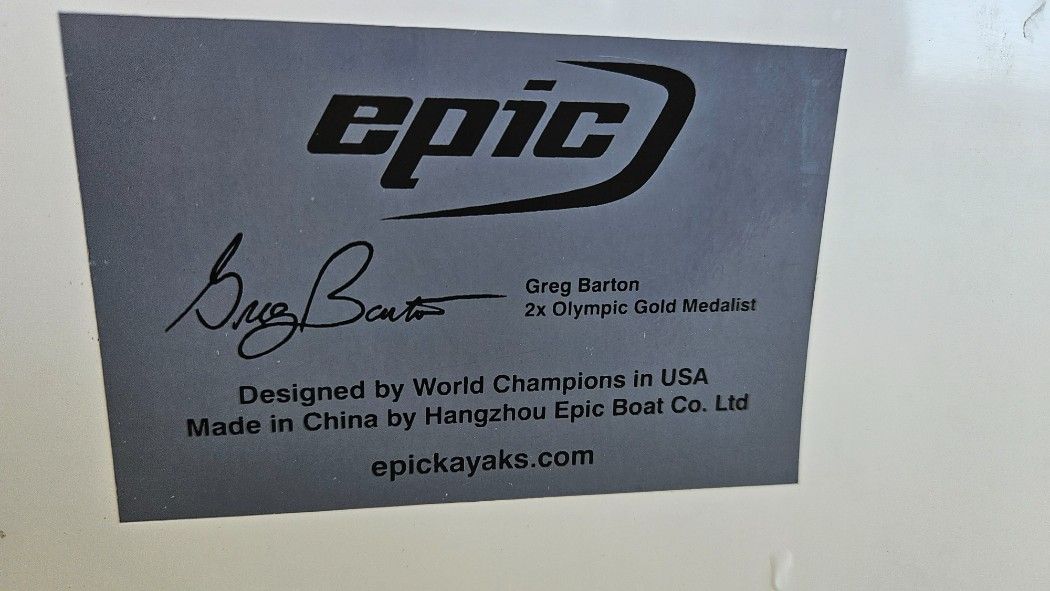 epic
Greg Barton
Greg Barton
2x Olympic Gold Medalist
Designed by World Champions in USA
Made in China by Hangzhou Epic Boat Co. Ltd
epickayaks.com